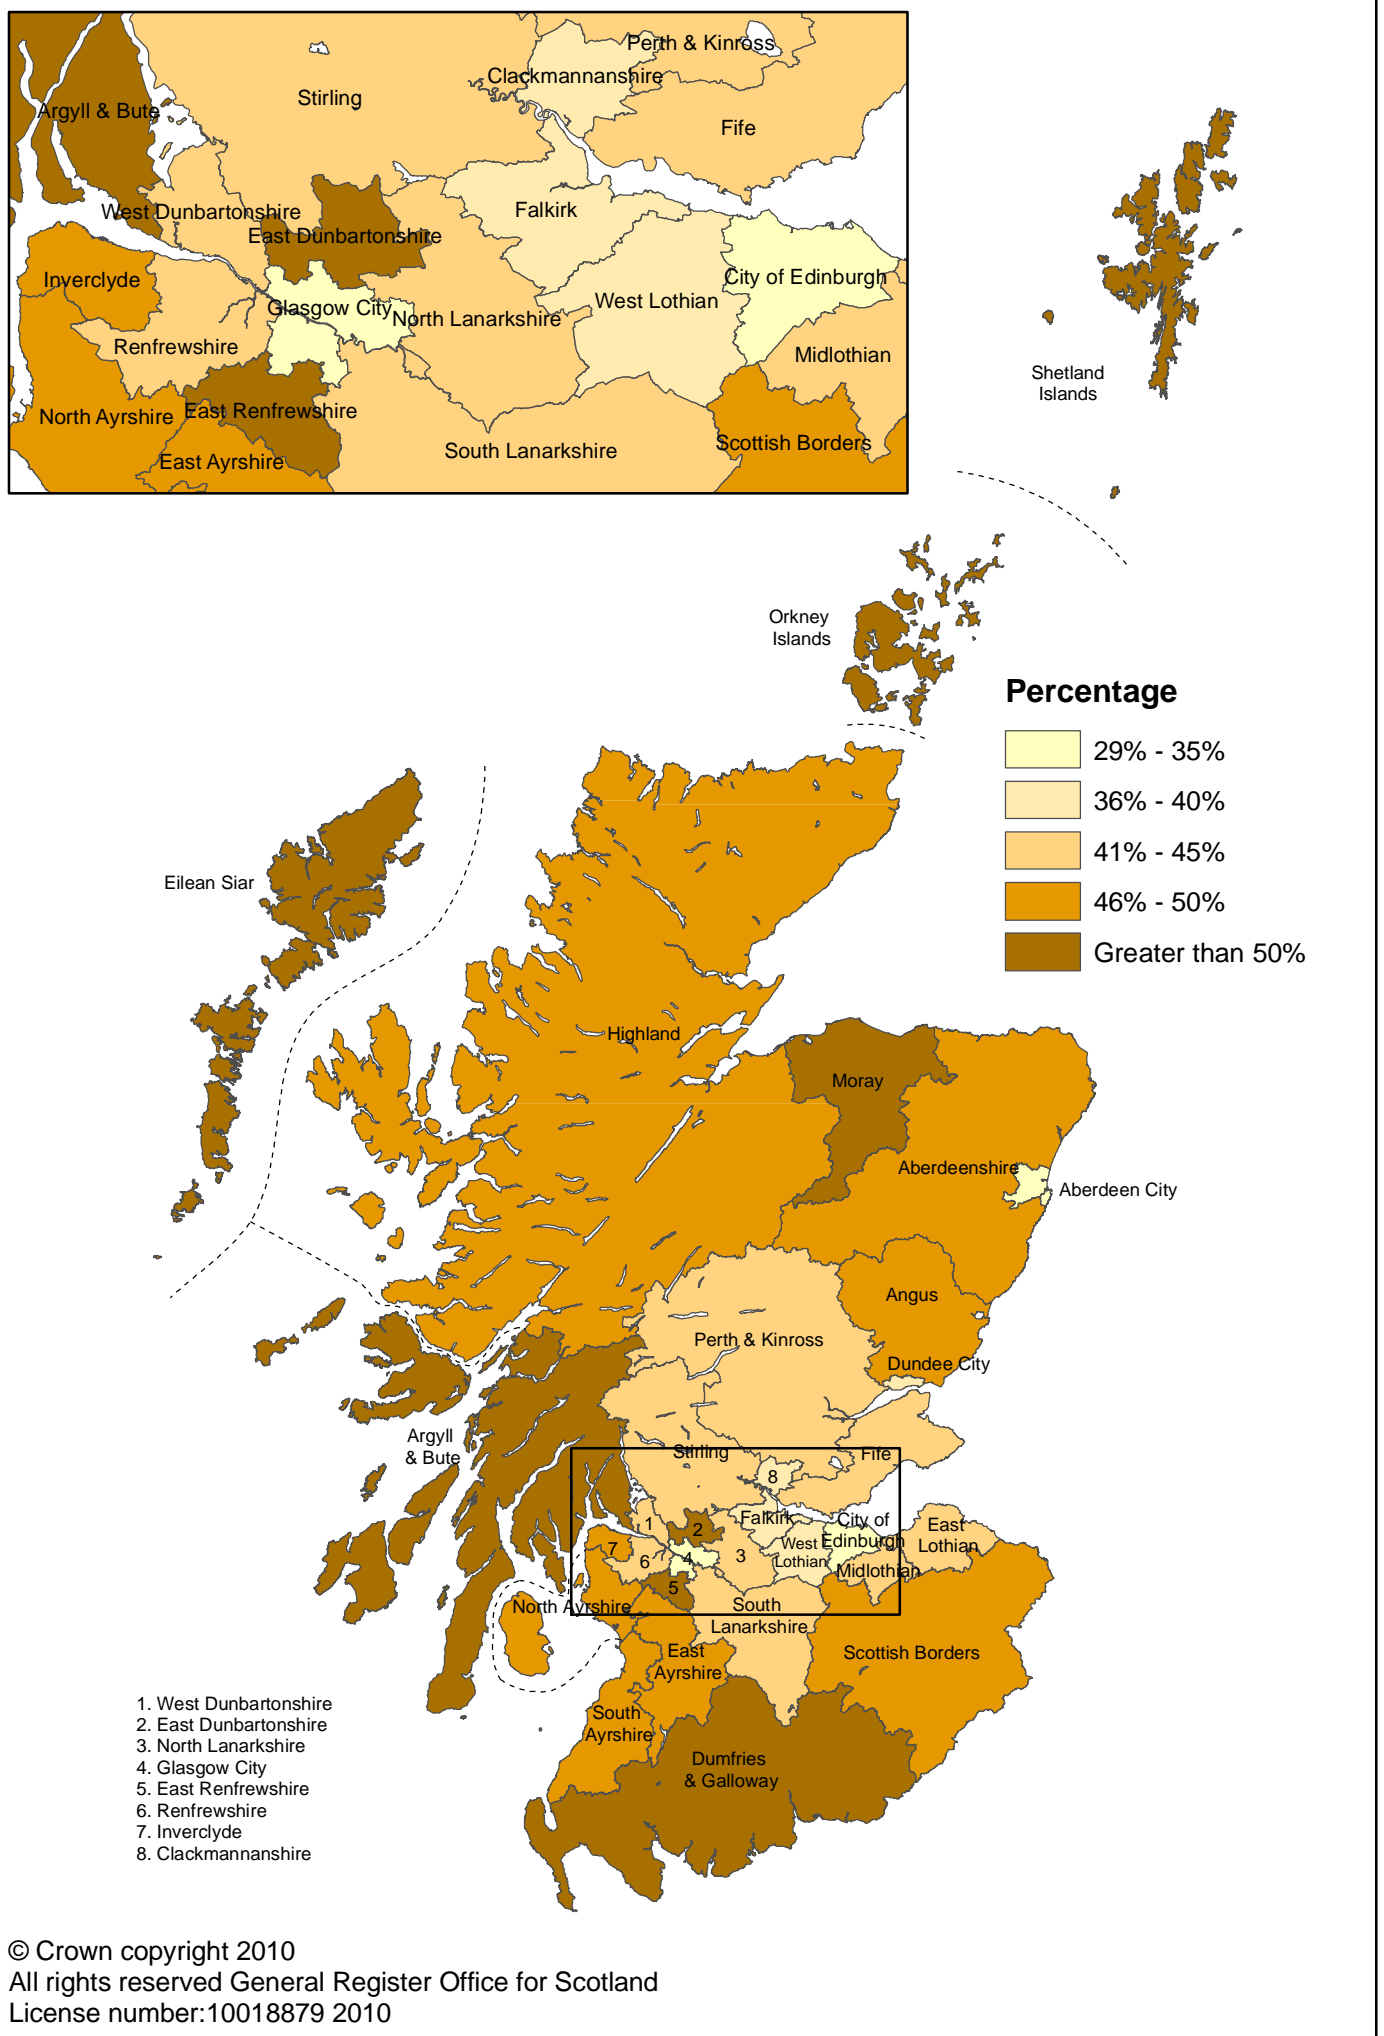 Perth & Kinross
Clackmannanshire
Stirling
Argyll & Bute
Fife
West Dunbartonshire
Falkirk
East Dunbartonshire
Inverclyde
City of Edinburgh
West Lothian
Glasgow City
North Lanarkshire
Renfrewshire
Midlothian
North Ayrshire
East Renfrewshire
Scottish Borders
South Lanarkshire
East Ayrshire
Shetland
Islands
Orkney
Islands
Percentage
29% - 35%
36% - 40%
41% - 45%
46% - 50%
Greater than 50%
Eilean Siar
Highland
Moray
Aberdeenshire
Aberdeen City
Angus
Perth & Kinross
Dundee City
Argyll
& Bute
Stirling
Fife
8
Falkirk
City of
Edinburgh
East
Lothian
1
2
West
Lothian
7
6
4
3
Midlothian
5
North Ayrshire
South
Lanarkshire
East
Ayrshire
Scottish Borders
South
Ayrshire
Dumfries
& Galloway
1. West Dunbartonshire
2. East Dunbartonshire
3. North Lanarkshire
4. Glasgow City
5. East Renfrewshire
6. Renfrewshire
7. Inverclyde
8. Clackmannanshire
© Crown copyright 2010
All rights reserved General Register Office for Scotland
License number:10018879 2010